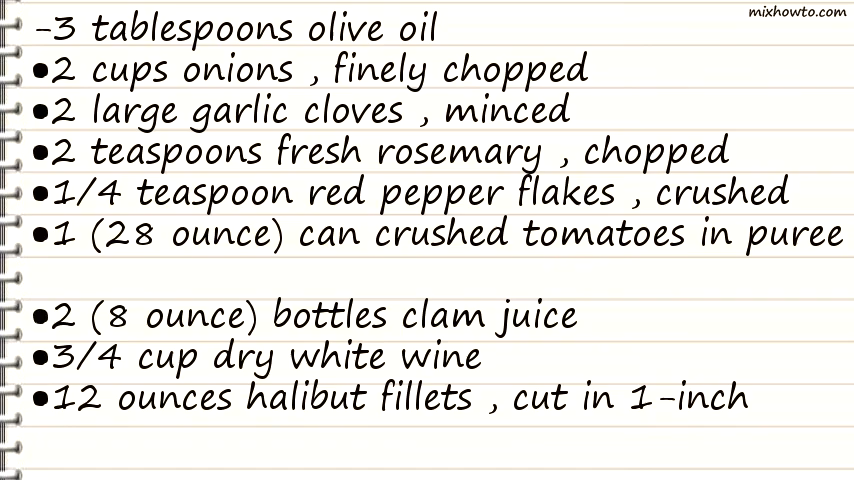 mixhowto.com
-3 tablespoons olive oil
•2 cups onions , finely chopped
•2 large garlic cloves , minced
•2 teaspoons fresh rosemary , chopped
•1/4 teaspoon red pepper flakes , crushed
•1 (28 ounce) can crushed tomatoes in puree
•2 (8 ounce) bottles clam juice
•3/4 cup dry white wine
•12 ounces halibut fillets , cut in 1-inch